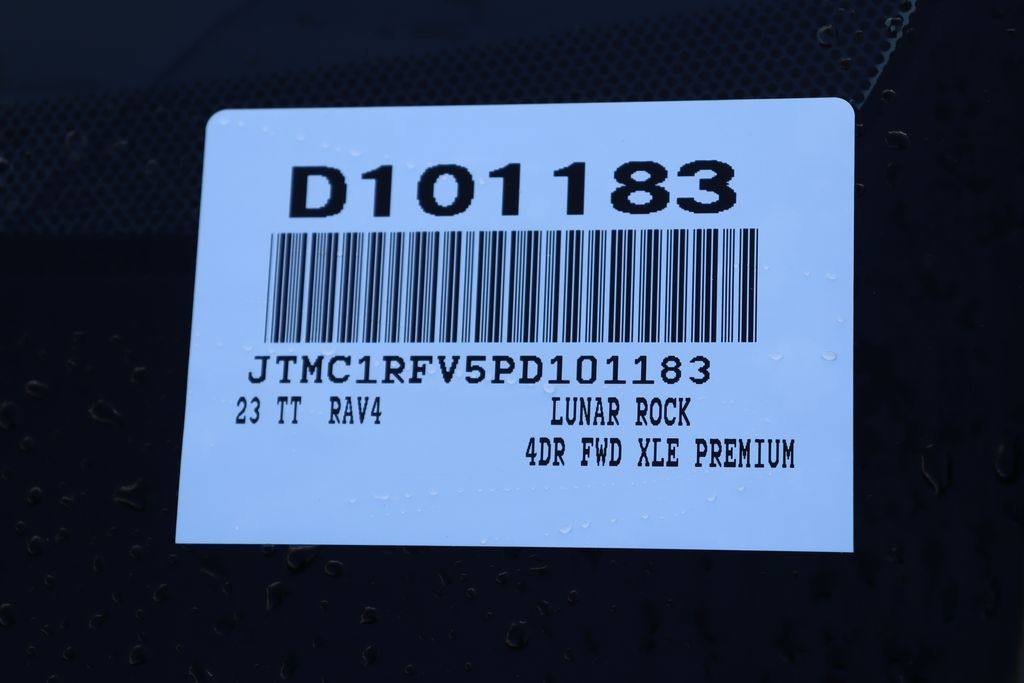 D101183
JTMC1RFV5PD101183
23 TT RAV4 LUNAR ROCK
4DR FWD XLE PREMIUM